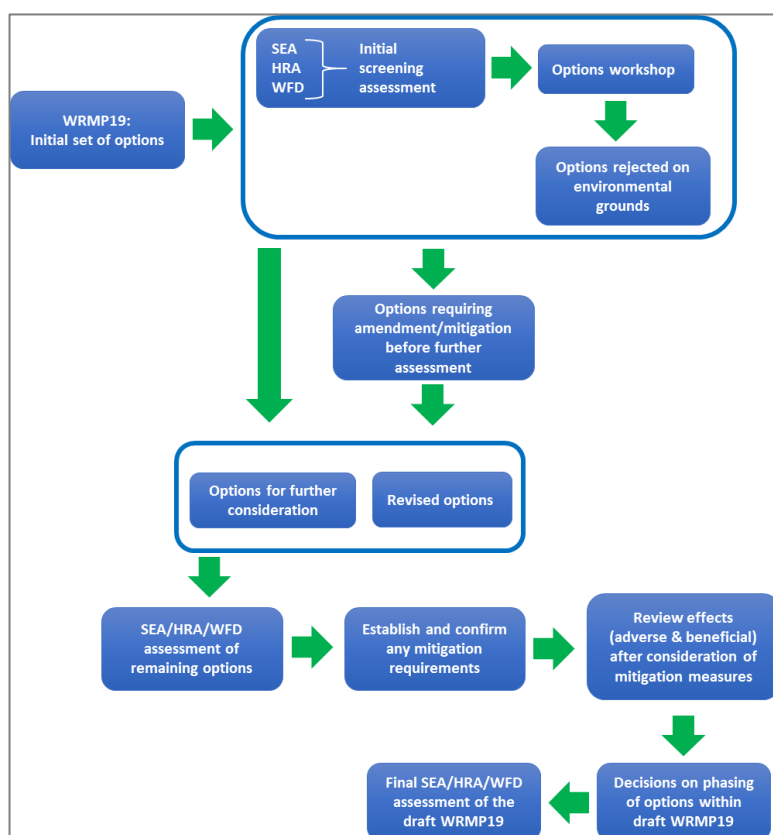 SEA
HRA
WFD
Initial
screening
assessment
Options workshop
WRMP19:
Initial set of options
Options rejected on
environmental
grounds
Options requiring
amendment/mitigation
before further
assessment
Options for further
consideration
Revised options
SEA/HRA/WFD
assessment of
remaining options
Establish and confirm
any mitigation
requirements
Review effects
(adverse & beneficial)
after consideration of
mitigation measures
Final SEA/HRA/WFD
assessment of the
draft WRMP19
Decisions on phasing
of options within
draft WRMP19